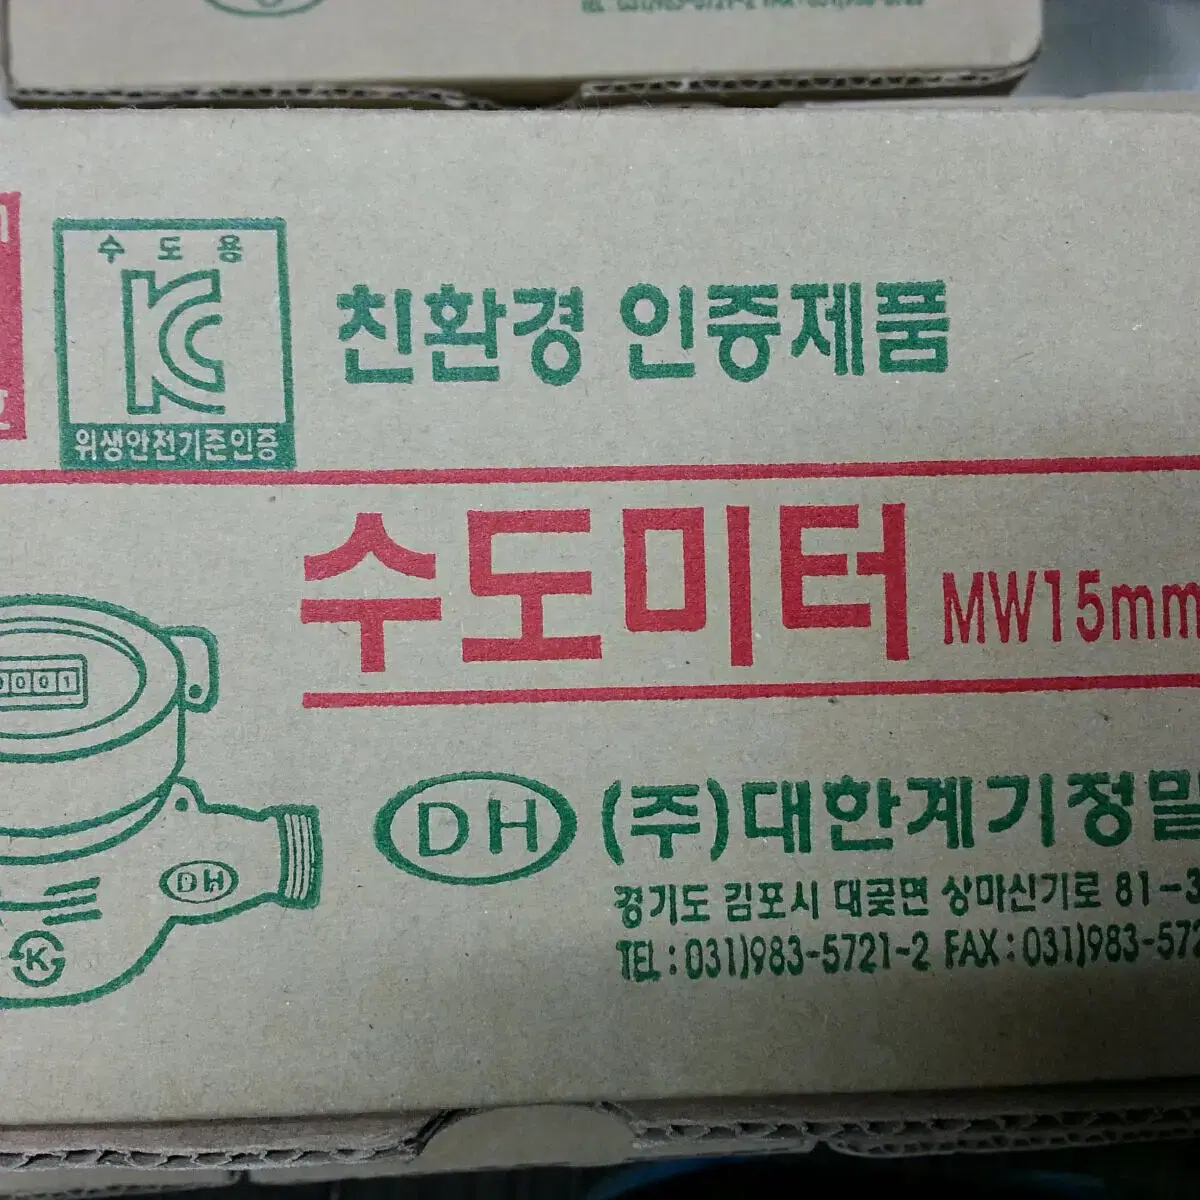 수도용
KC
위생안전기준인증
친환경 인증제품
수도미터 MW15mm
0001
DH (주)대한계기정밀
경기도 김포시 대곶면 상마신기로 81-3
DH
TEL:031)983-5721-2 FAX:031)983-572
K